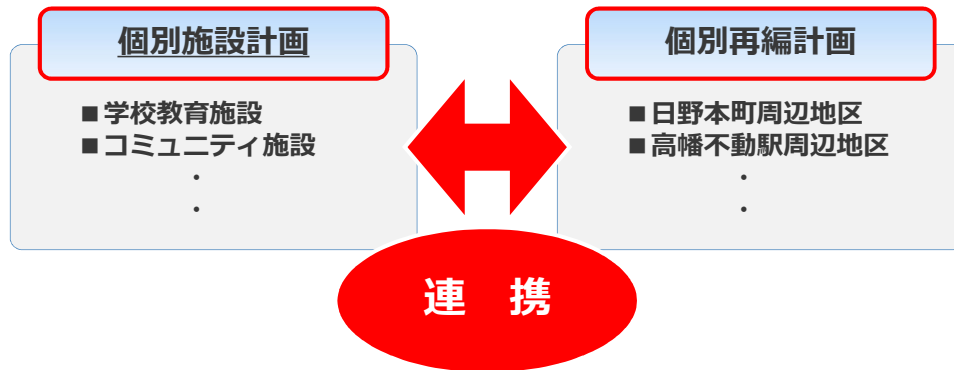 個別施設計画
■学校教育施設
■コミュニティ施設
・
・
個別再編計画
■日野本町周辺地区
■高幡不動駅周辺地区
・
・
連 携